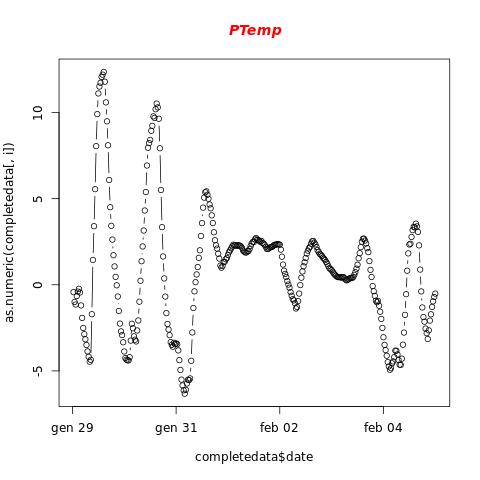 PTemp
as.numeric(completedata[, i])
10
5
0
-5
gen 29 gen 31 feb 02 feb 04
completedata$date